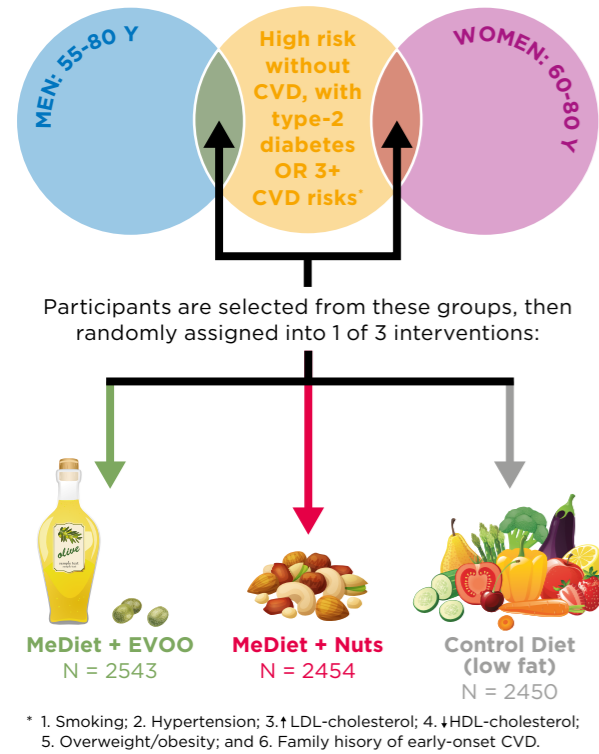 MEN: 55-80 Y
High risk
without
CVD, with
type-2
diabetes
OR 3+
CVD risks*
WOMEN: 60-80 Y
Participants are selected from these groups, then
randomly assigned into 1 of 3 interventions:
olive
MeDiet + EVOO
N = 2543
MeDiet + Nuts
N = 2454
Control Diet
(low fat)
N = 2450
* 1. Smoking; 2. Hypertension; 3.↑LDL-cholesterol; 4.↓HDL-cholesterol;
5. Overweight/obesity; and 6. Family hisory of early-onset CVD.